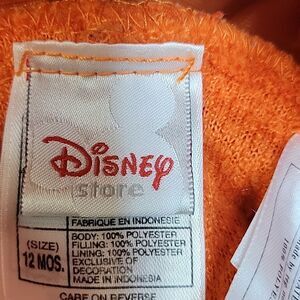 Disney
store
(SIZE)
12 MOS.
FABRIQUE EN INDONESIE
BODY: 100% POLYESTER
FILLING: 100% POLYESTER
LINING: 100% POLYESTER
EXCLUSIVE OF
DECORATION
MADE IN INDONESIA
CARE ON REVERSE